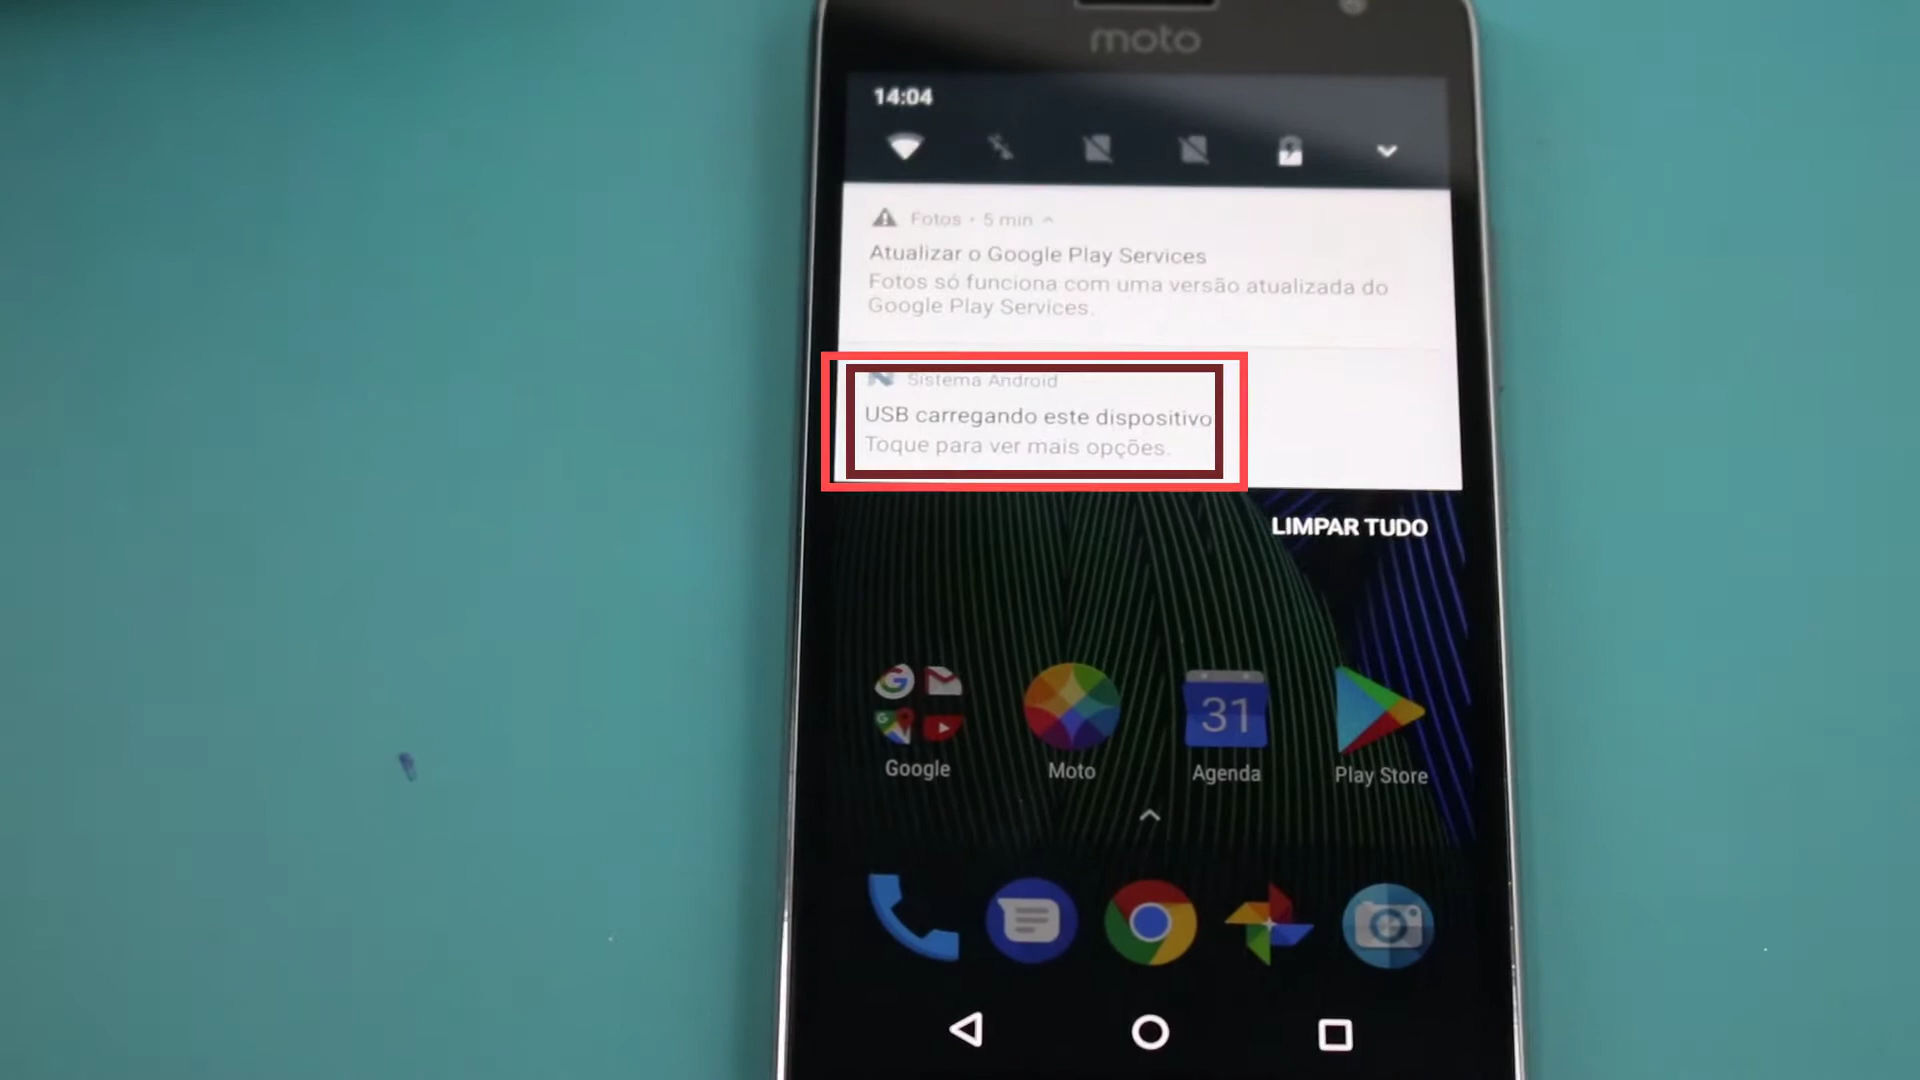 moto
14:04
Fotos • 5 min
Atualizar o Google Play Services
Fotos só funciona com uma versão atualizada do
Google Play Services.
Sistema Android
USB carregando este dispositivo
Toque para ver mais opções.
LIMPAR TUDO
31
Google
Moto
Agenda
Play Store